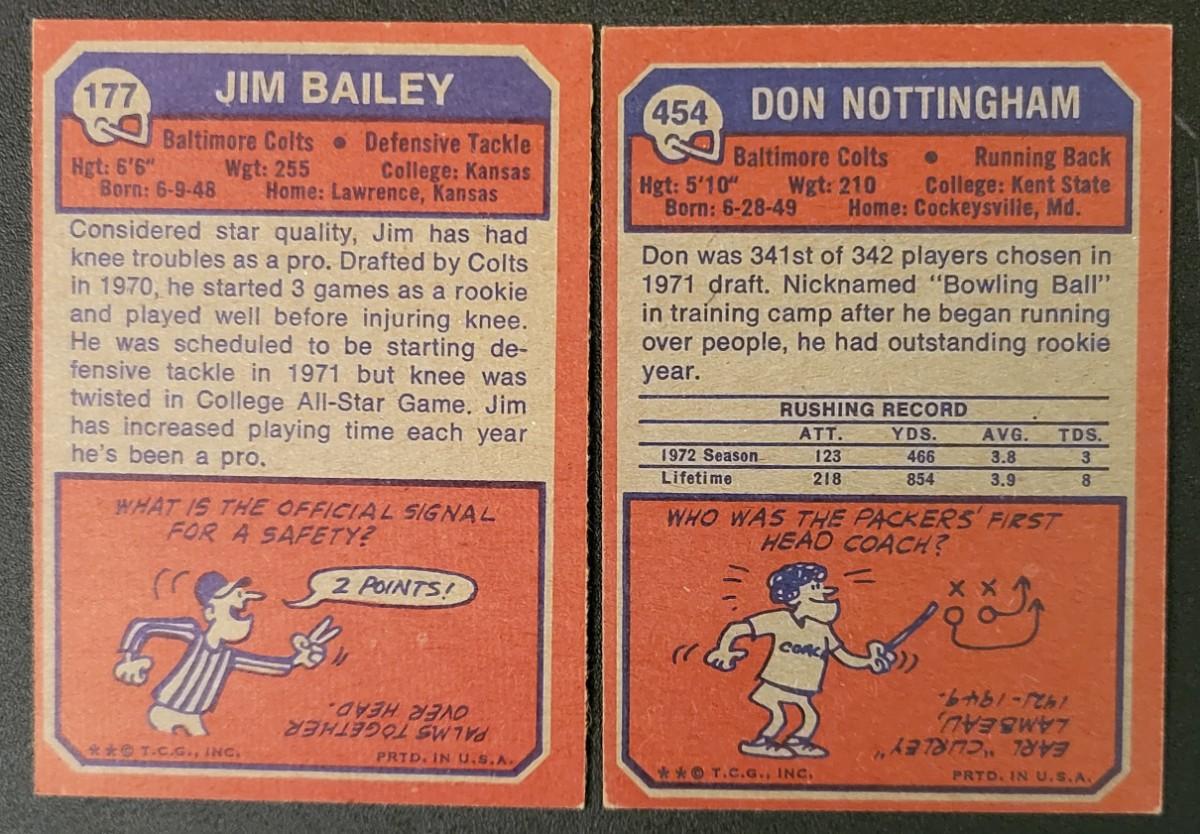 177
JIM BAILEY
Baltimore Colts • Defensive Tackle
Hgt: 6'6" Wgt: 255 College: Kansas
Born: 6-9-48 Home: Lawrence, Kansas
Considered star quality, Jim has had
knee troubles as a pro. Drafted by Colts
in 1970, he started 3 games as a rookie
and played well before injuring knee.
He was scheduled to be starting de-
fensive tackle in 1971 but knee was
twisted in College All-Star Game. Jim
has increased playing time each year
he's been a pro.
WHAT IS THE OFFICIAL SIGNAL
FOR A SAFETY?
2 POINTS!
PALMS TOGETHER
OVER HEAD.
**© T.C.G., INC. PRTD. IN U.S.A.
454
DON NOTTINGHAM
Baltimore Colts • Running Back
Hgt: 5'10" Wgt: 210 College: Kent State
Born: 6-28-49 Home: Cockeysville, Md.
Don was 341st of 342 players chosen in
1971 draft. Nicknamed "Bowling Ball"
in training camp after he began running
over people, he had outstanding rookie
year.
RUSHING RECORD
ATT. YDS. AVG. TDS.
1972 Season 123 466 3.8 3
Lifetime 218 854 3.9 8
WHO WAS THE PACKERS' FIRST
HEAD COACH?
COACH
X X
EARL "CURLEY"
LAMBEAU,
1921-1949.
**© T.C.G., INC. PRTD. IN U.S.A.